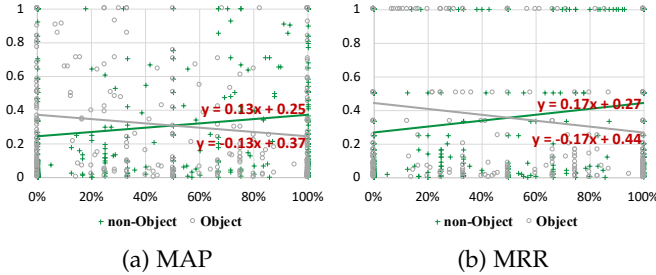 1
0.8
0.6
0.4
0.2
0
y = 0.13x + 0.25
y = -0.13x + 0.37
0% 20% 40% 60% 80% 100%
+ non-Object ○ Object
(a) MAP
1
0.8
0.6
0.4
0.2
0
y = 0.17x + 0.27
y = -0.17x + 0.44
0% 20% 40% 60% 80% 100%
+ non-Object ○ Object
(b) MRR